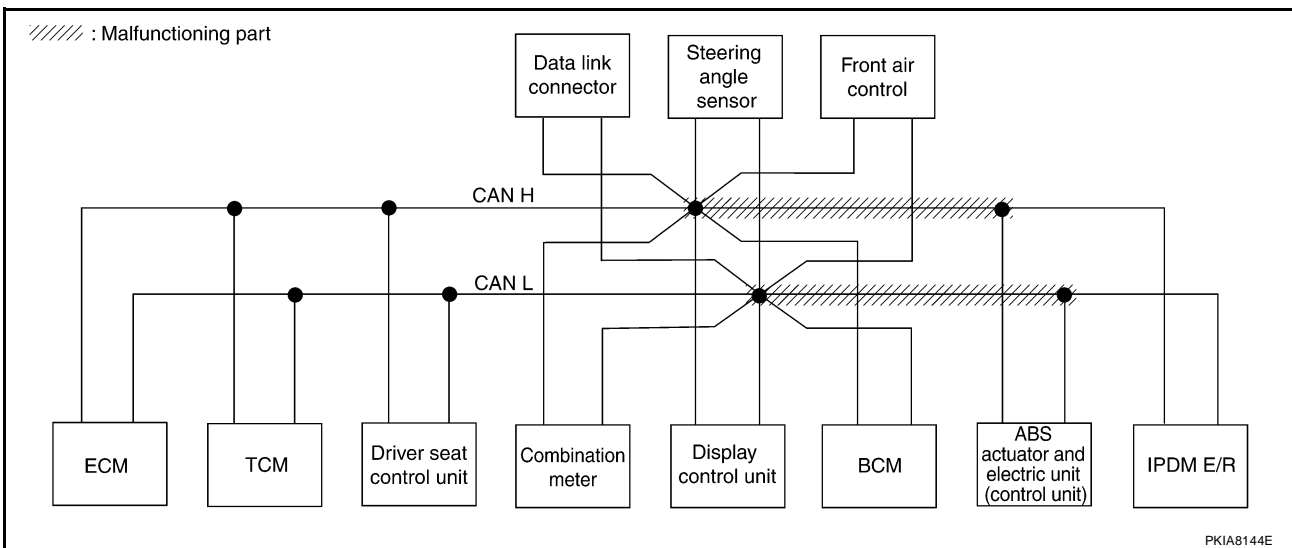 : Malfunctioning part
Data link
connector
Steering
angle
sensor
Front air
control
CAN H
CAN L
ECM
TCM
Driver seat
control unit
Combination
meter
Display
control unit
BCM
ABS
actuator and
electric unit
(control unit)
IPDM E/R
PKIA8144E